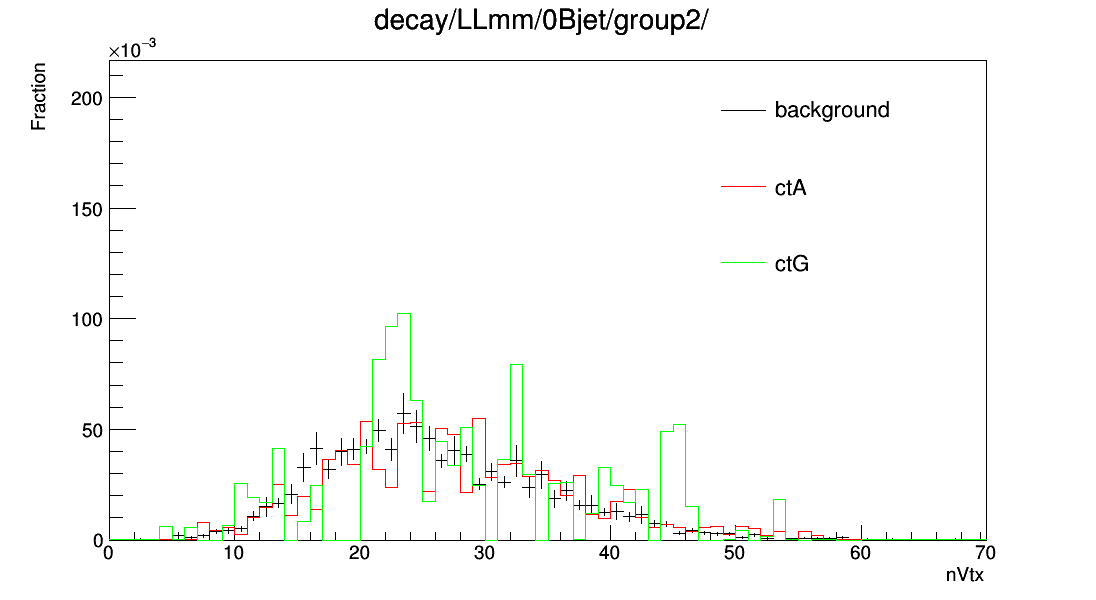 decay/LLmm/0Bjet/group2/
×10⁻³
Fraction
200
150
100
50
0
background
ctA
ctG
0 10 20 30 40 50 60 70
nVtx